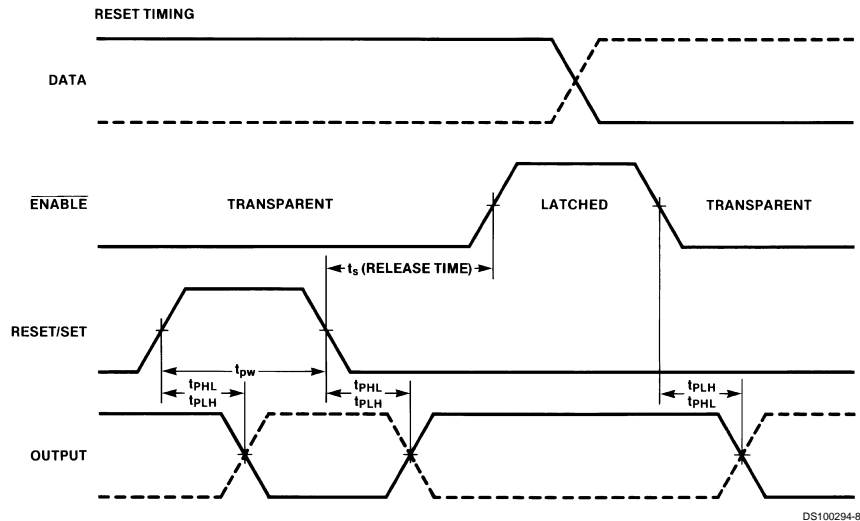 RESET TIMING
DATA
ENABLE
TRANSPARENT
LATCHED
TRANSPARENT
ts (RELEASE TIME)
RESET/SET
tpw
tPHL
tPLH
tPHL
tPLH
tPLH
tPHL
OUTPUT
DS100294-8